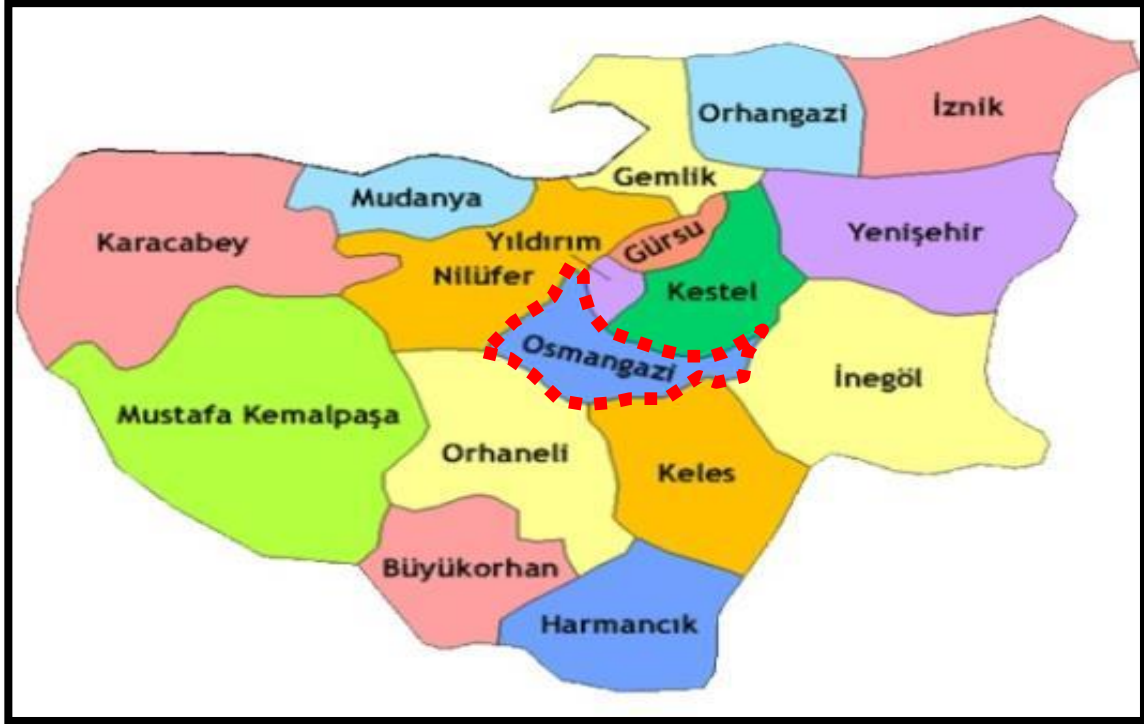 Orhangazi
İznik
Gemlik
Mudanya
Karacabey
Yıldırım
Gürsu
Yenişehir
Nilüfer
Kestel
Osmangazi
İnegöl
Mustafa Kemalpaşa
Orhaneli
Keles
Büyükorhan
Harmancık